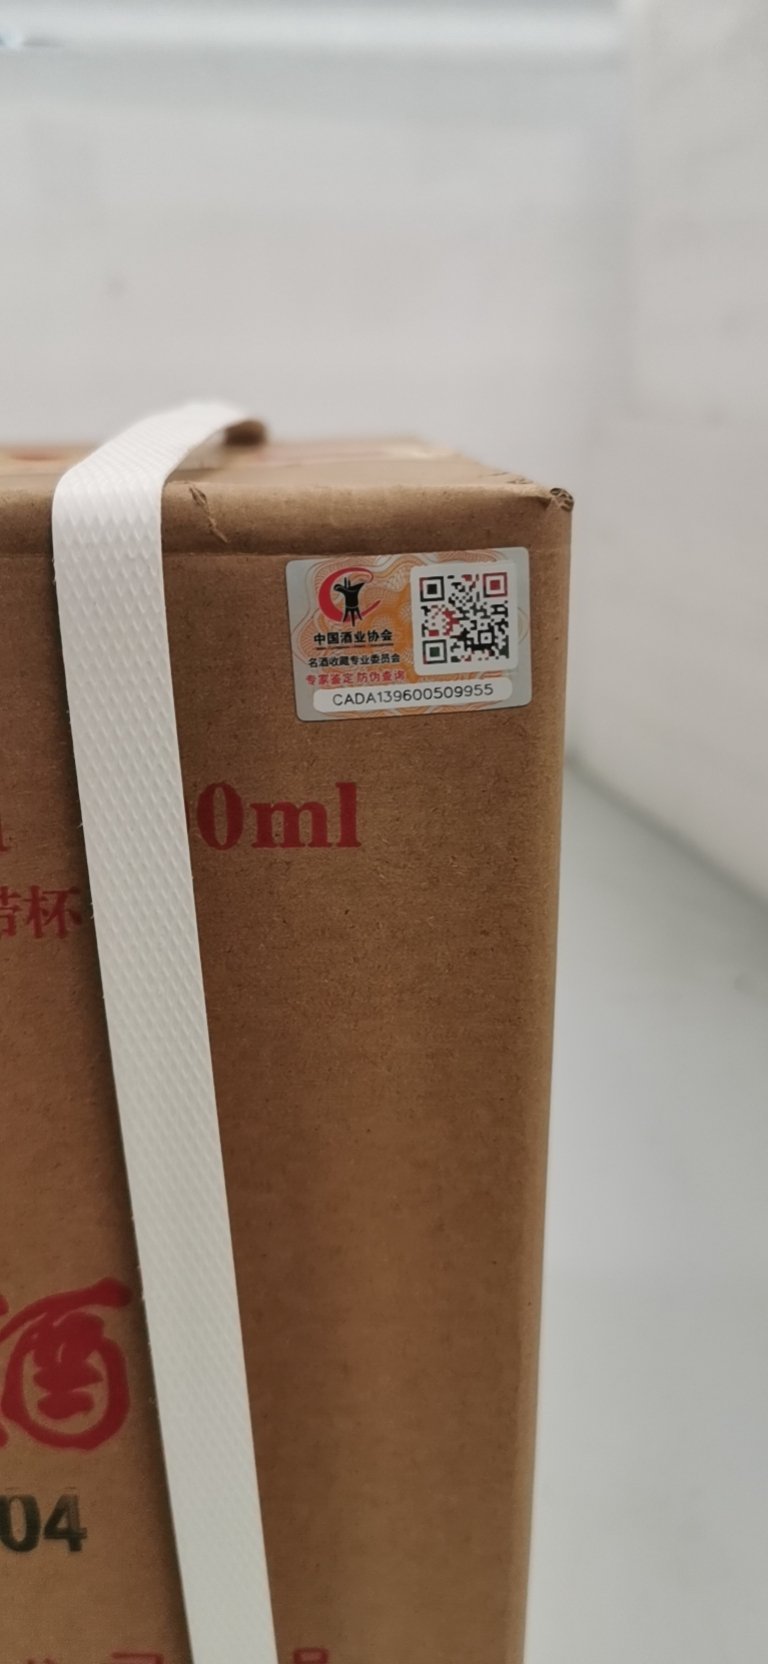 中国酒业协会
名酒收藏专业委员会
专家鉴定 防伪查询
CADA139600509955
0ml
带杯
酒
04